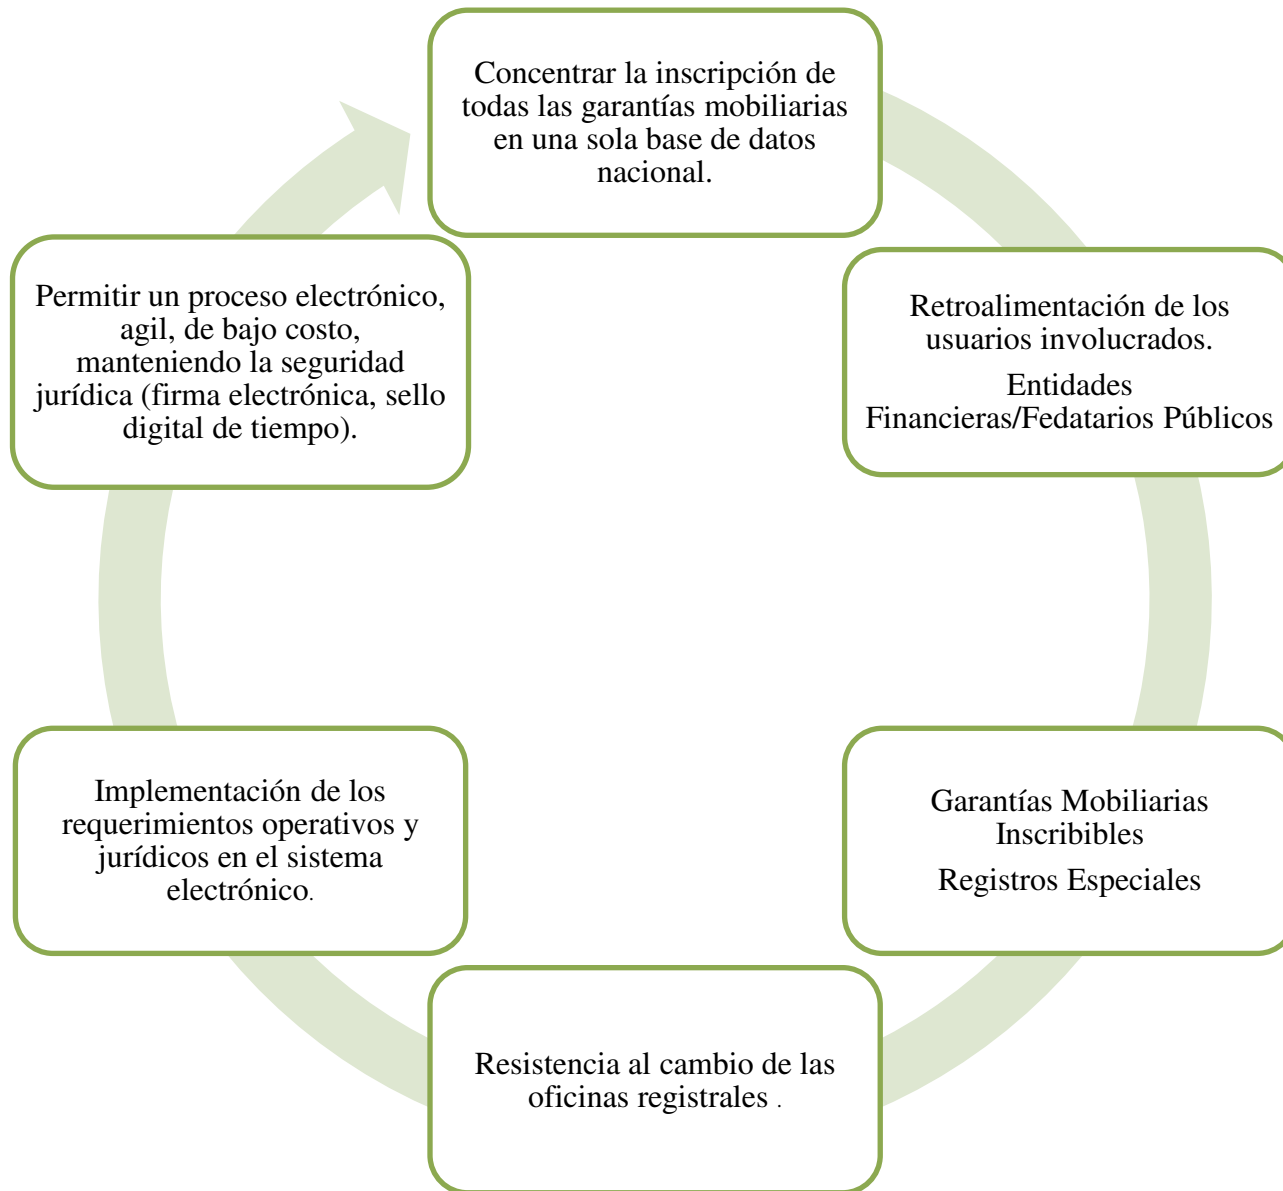 Concentrar la inscripción de
todas las garantías mobiliarias
en una sola base de datos
nacional.
Retroalimentación de los
usuarios involucrados.
Entidades
Financieras/Fedatarios Públicos
Garantías Mobiliarias
Inscribibles
Registros Especiales
Resistencia al cambio de las
oficinas registrales .
Implementación de los
requerimientos operativos y
jurídicos en el sistema
electrónico.
Permitir un proceso electrónico,
agil, de bajo costo,
manteniendo la seguridad
jurídica (firma electrónica, sello
digital de tiempo).